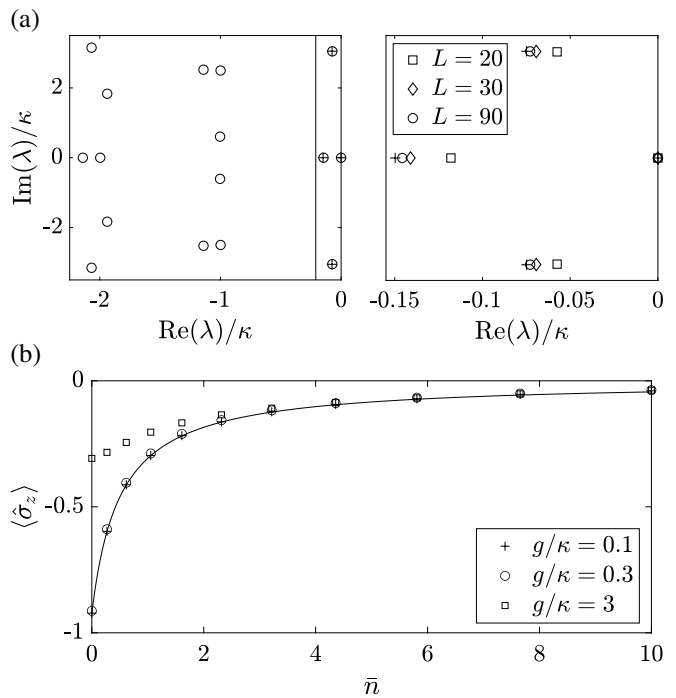 (a)
2
0
-2
Im(λ)/κ
-2
-1
0
Re(λ)/κ
L = 20
L = 30
L = 90
-0.15
-0.1
-0.05
0
Re(λ)/κ
(b)
0
-0.5
-1
⟨σ̂z⟩
g/κ = 0.1
g/κ = 0.3
g/κ = 3
0
2
4
6
8
10
n̄